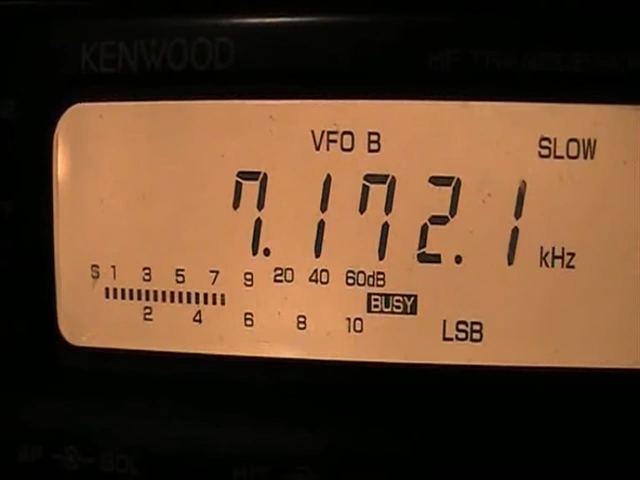 KENWOOD
VFO B SLOW
7.172.1 kHz
S 1 3 5 7 9 20 40 60dB
BUSY
2 4 6 8 10
LSB